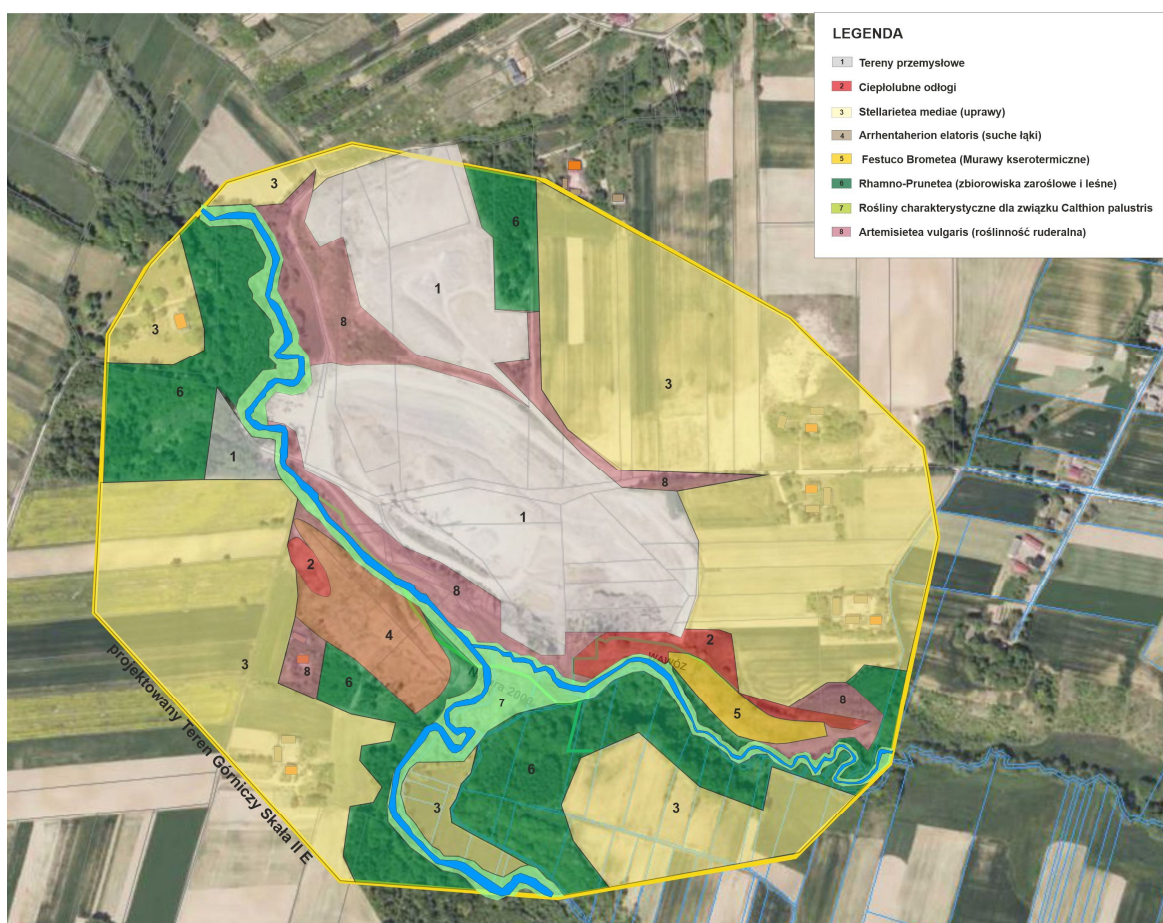 LEGENDA
1 Tereny przemysłowe
2 Ciepłolubne odłogi
3 Stellarietea mediae (uprawy)
4 Arrhentaherion elatoris (suche łąki)
5 Festuco Brometea (Murawy kserotermiczne)
6 Rhamno-Prunetea (zbiorowiska zaroślowe i leśne)
7 Rośliny charakterystyczne dla związku Calthion palustris
8 Artemisietea vulgaris (roślinność ruderalna)
3
6
1
8
3
3
6
1
8
1
2
8
4
2
WĄWÓZ
3
8
6
2000
7
8
5
6
3
3
projektowany Teren Górniczy Skała II E